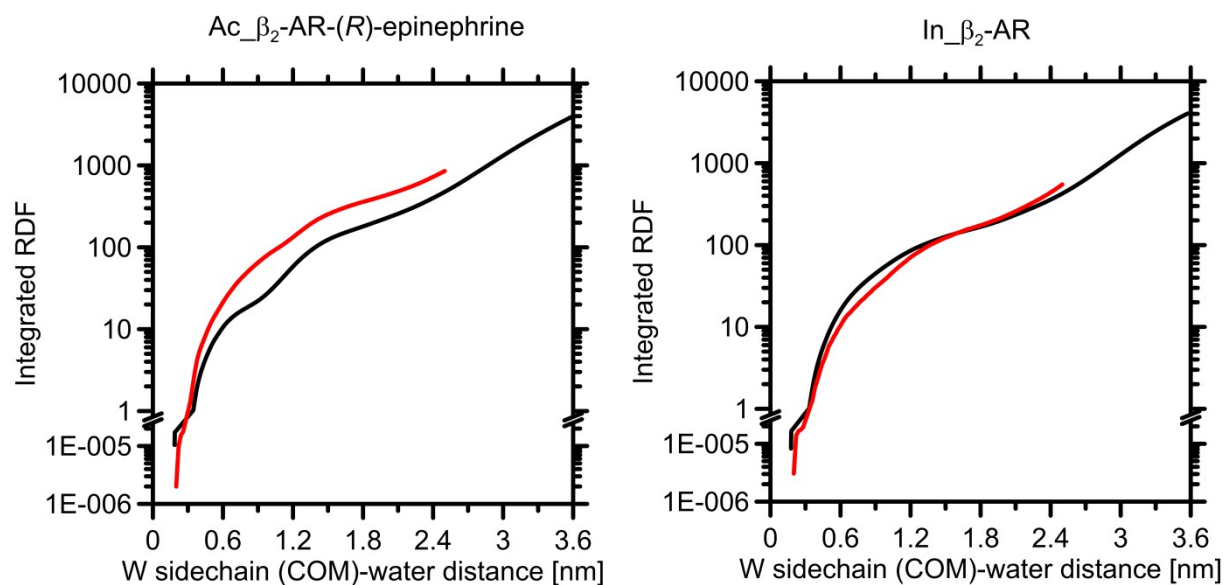 Ac_β₂-AR-(R)-epinephrine
Integrated RDF
10000
1000
100
10
1
1E-005
1E-006
0 0.6 1.2 1.8 2.4 3 3.6
W sidechain (COM)-water distance [nm]
In_β₂-AR
Integrated RDF
10000
1000
100
10
1
1E-005
1E-006
0 0.6 1.2 1.8 2.4 3 3.6
W sidechain (COM)-water distance [nm]